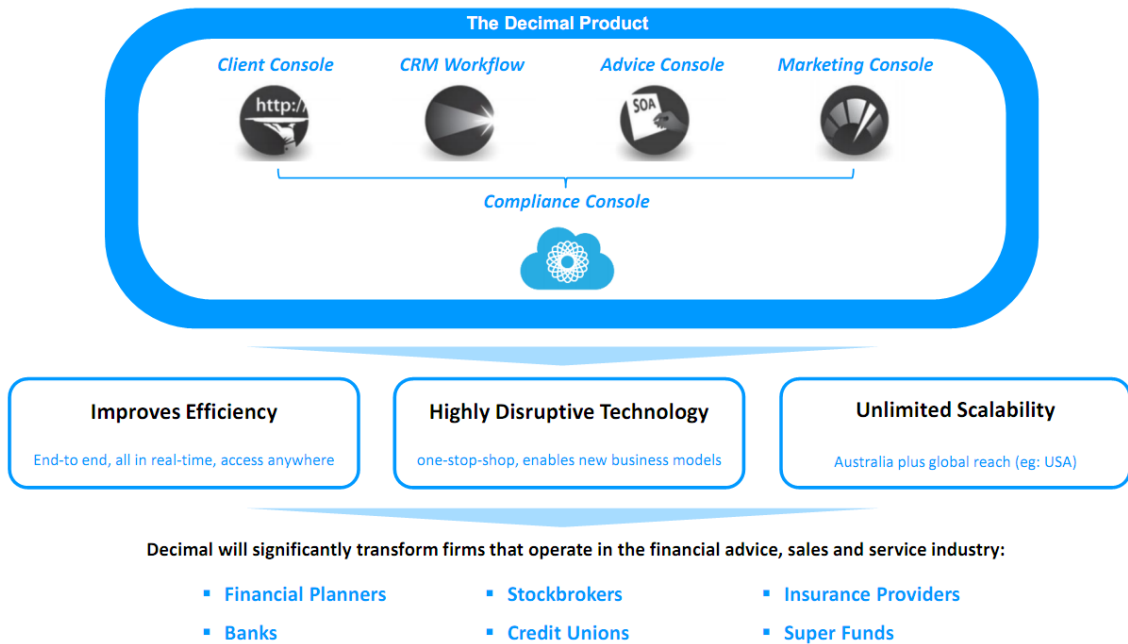 The Decimal Product
Client Console
CRM Workflow
Advice Console
Marketing Console
http:/
SOA
Compliance Console
Improves Efficiency
End-to end, all in real-time, access anywhere
Highly Disruptive Technology
one-stop-shop, enables new business models
Unlimited Scalability
Australia plus global reach (eg: USA)
Decimal will significantly transform firms that operate in the financial advice, sales and service industry:
▪ Financial Planners
▪ Stockbrokers
▪ Insurance Providers
▪ Banks
▪ Credit Unions
▪ Super Funds